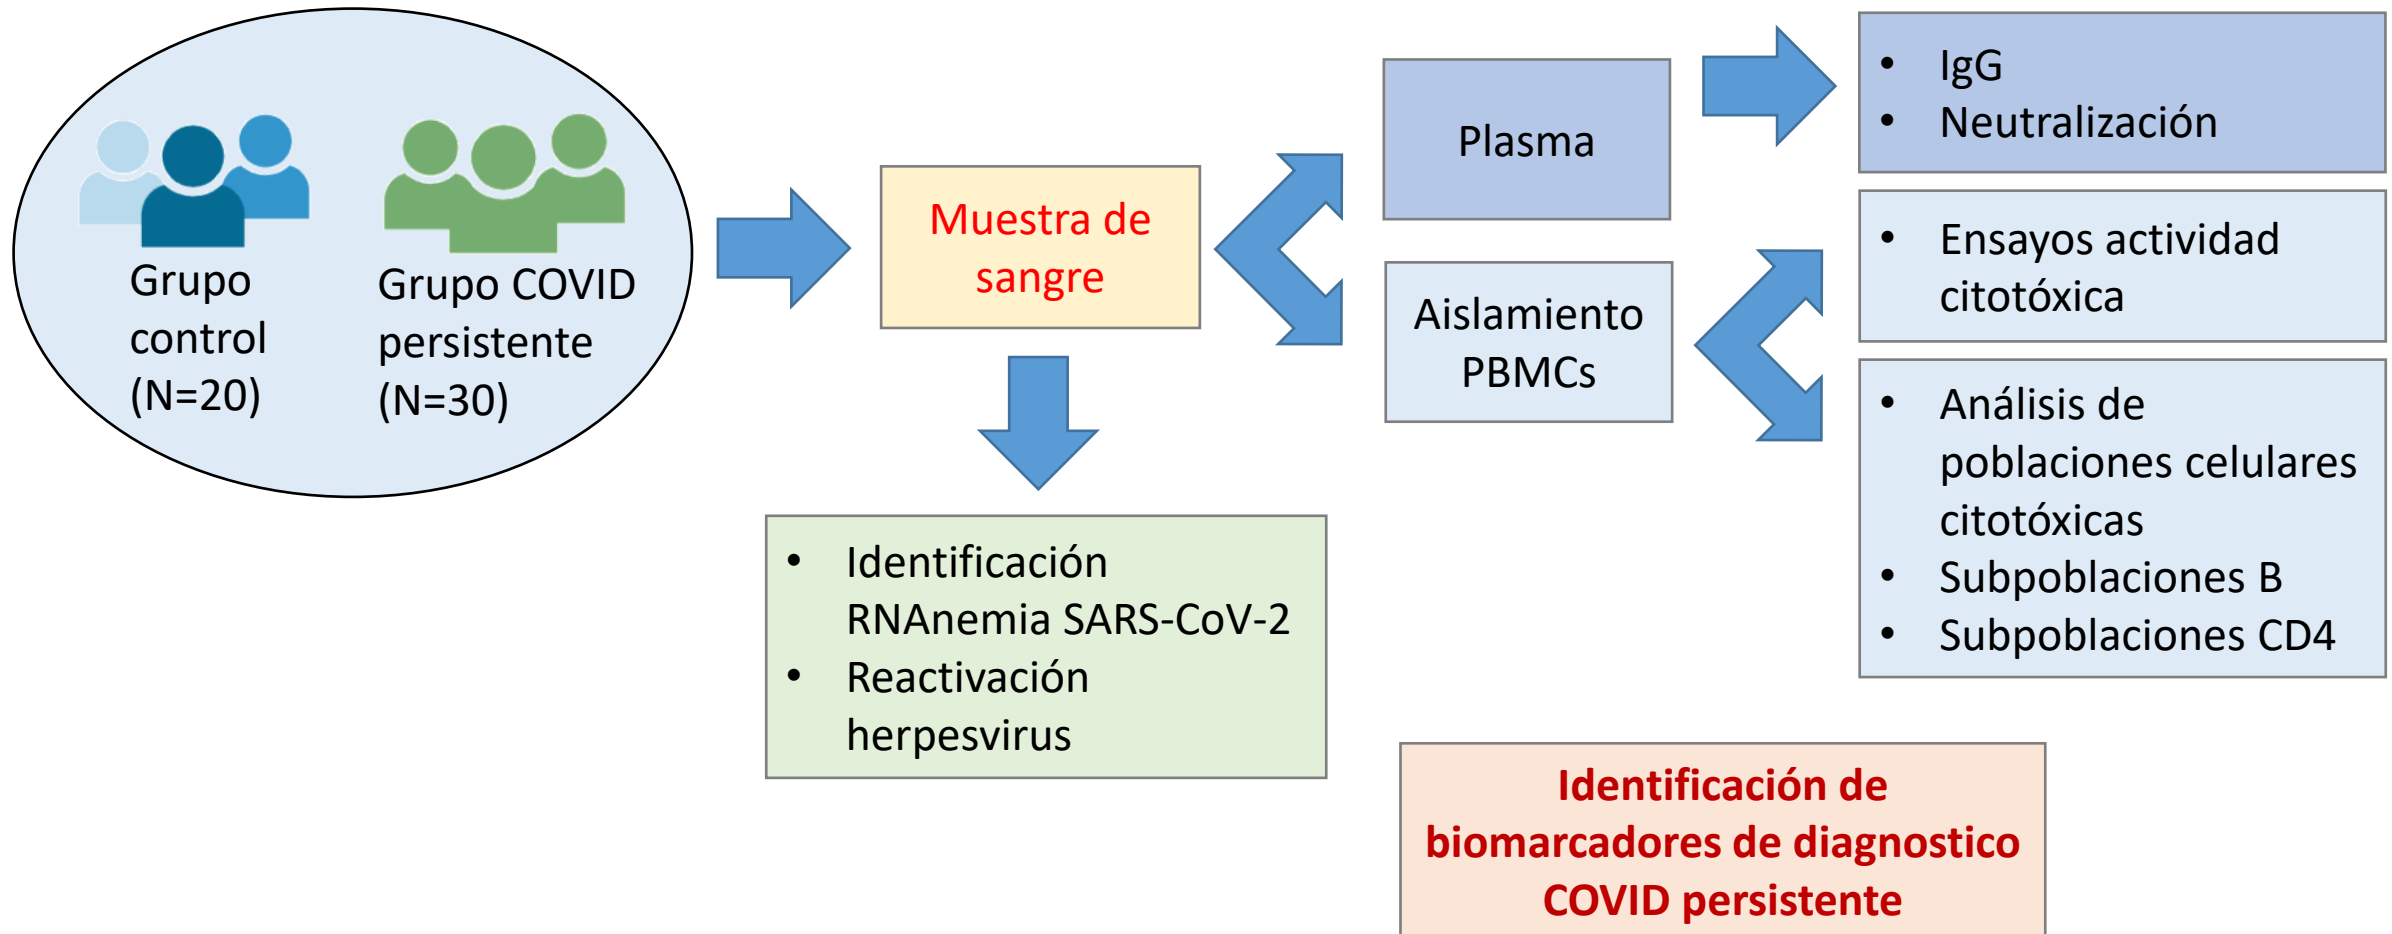 Grupo
control
(N=20)
Grupo COVID
persistente
(N=30)
Muestra de
sangre
Plasma
• IgG
• Neutralización
Aislamiento
PBMCs
• Ensayos actividad
citotóxica
• Análisis de
poblaciones celulares
citotóxicas
• Subpoblaciones B
• Subpoblaciones CD4
• Identificación
RNAnemia SARS-CoV-2
• Reactivación
herpesvirus
Identificación de
biomarcadores de diagnostico
COVID persistente